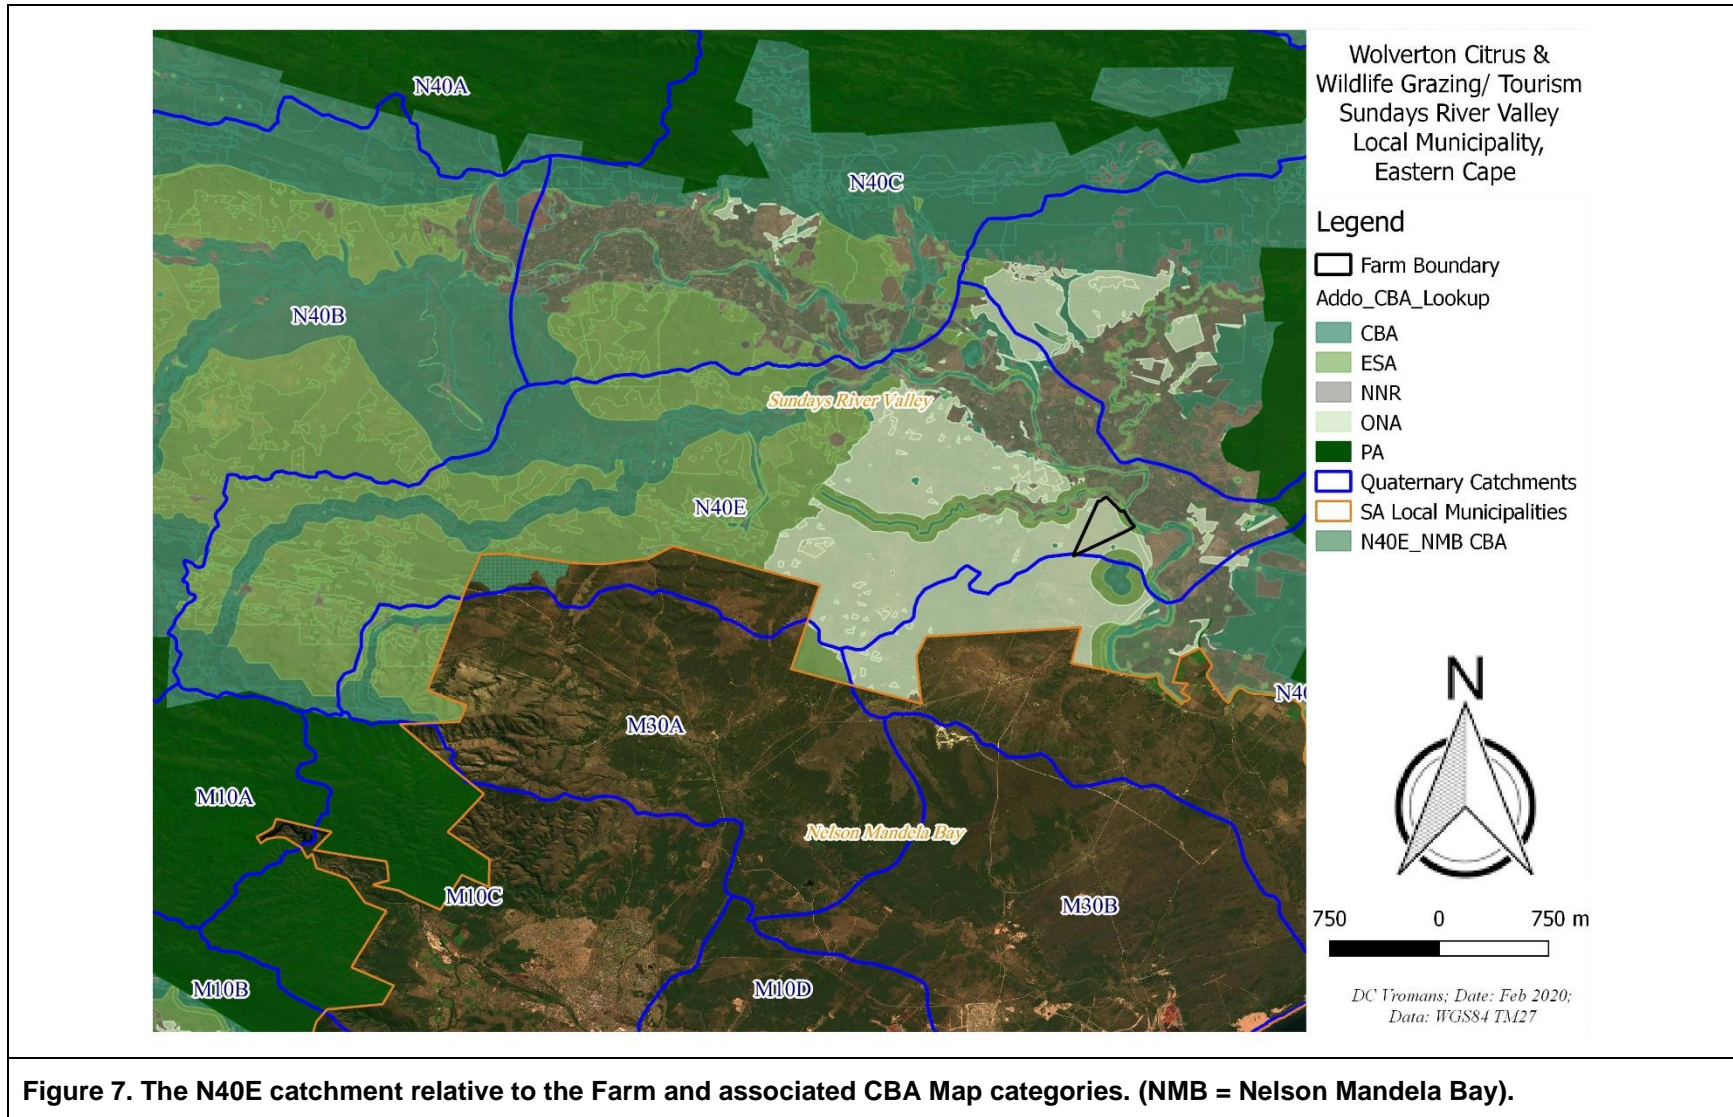 N40A
N40C
N40B
Sundays River Valley
N40E
M30A
M10A
Nelson Mandela Bay
M10C
M30B
M10B
M10D
Wolverton Citrus &
Wildlife Grazing/ Tourism
Sundays River Valley
Local Municipality,
Eastern Cape
Legend
Farm Boundary
Addo_CBA_Lookup
CBA
ESA
NNR
ONA
PA
Quaternary Catchments
SA Local Municipalities
N40E_NMB CBA
N
750 0 750 m
DC Vromans; Date: Feb 2020;
Data: WGS84 TM27
Figure 7. The N40E catchment relative to the Farm and associated CBA Map categories. (NMB = Nelson Mandela Bay).